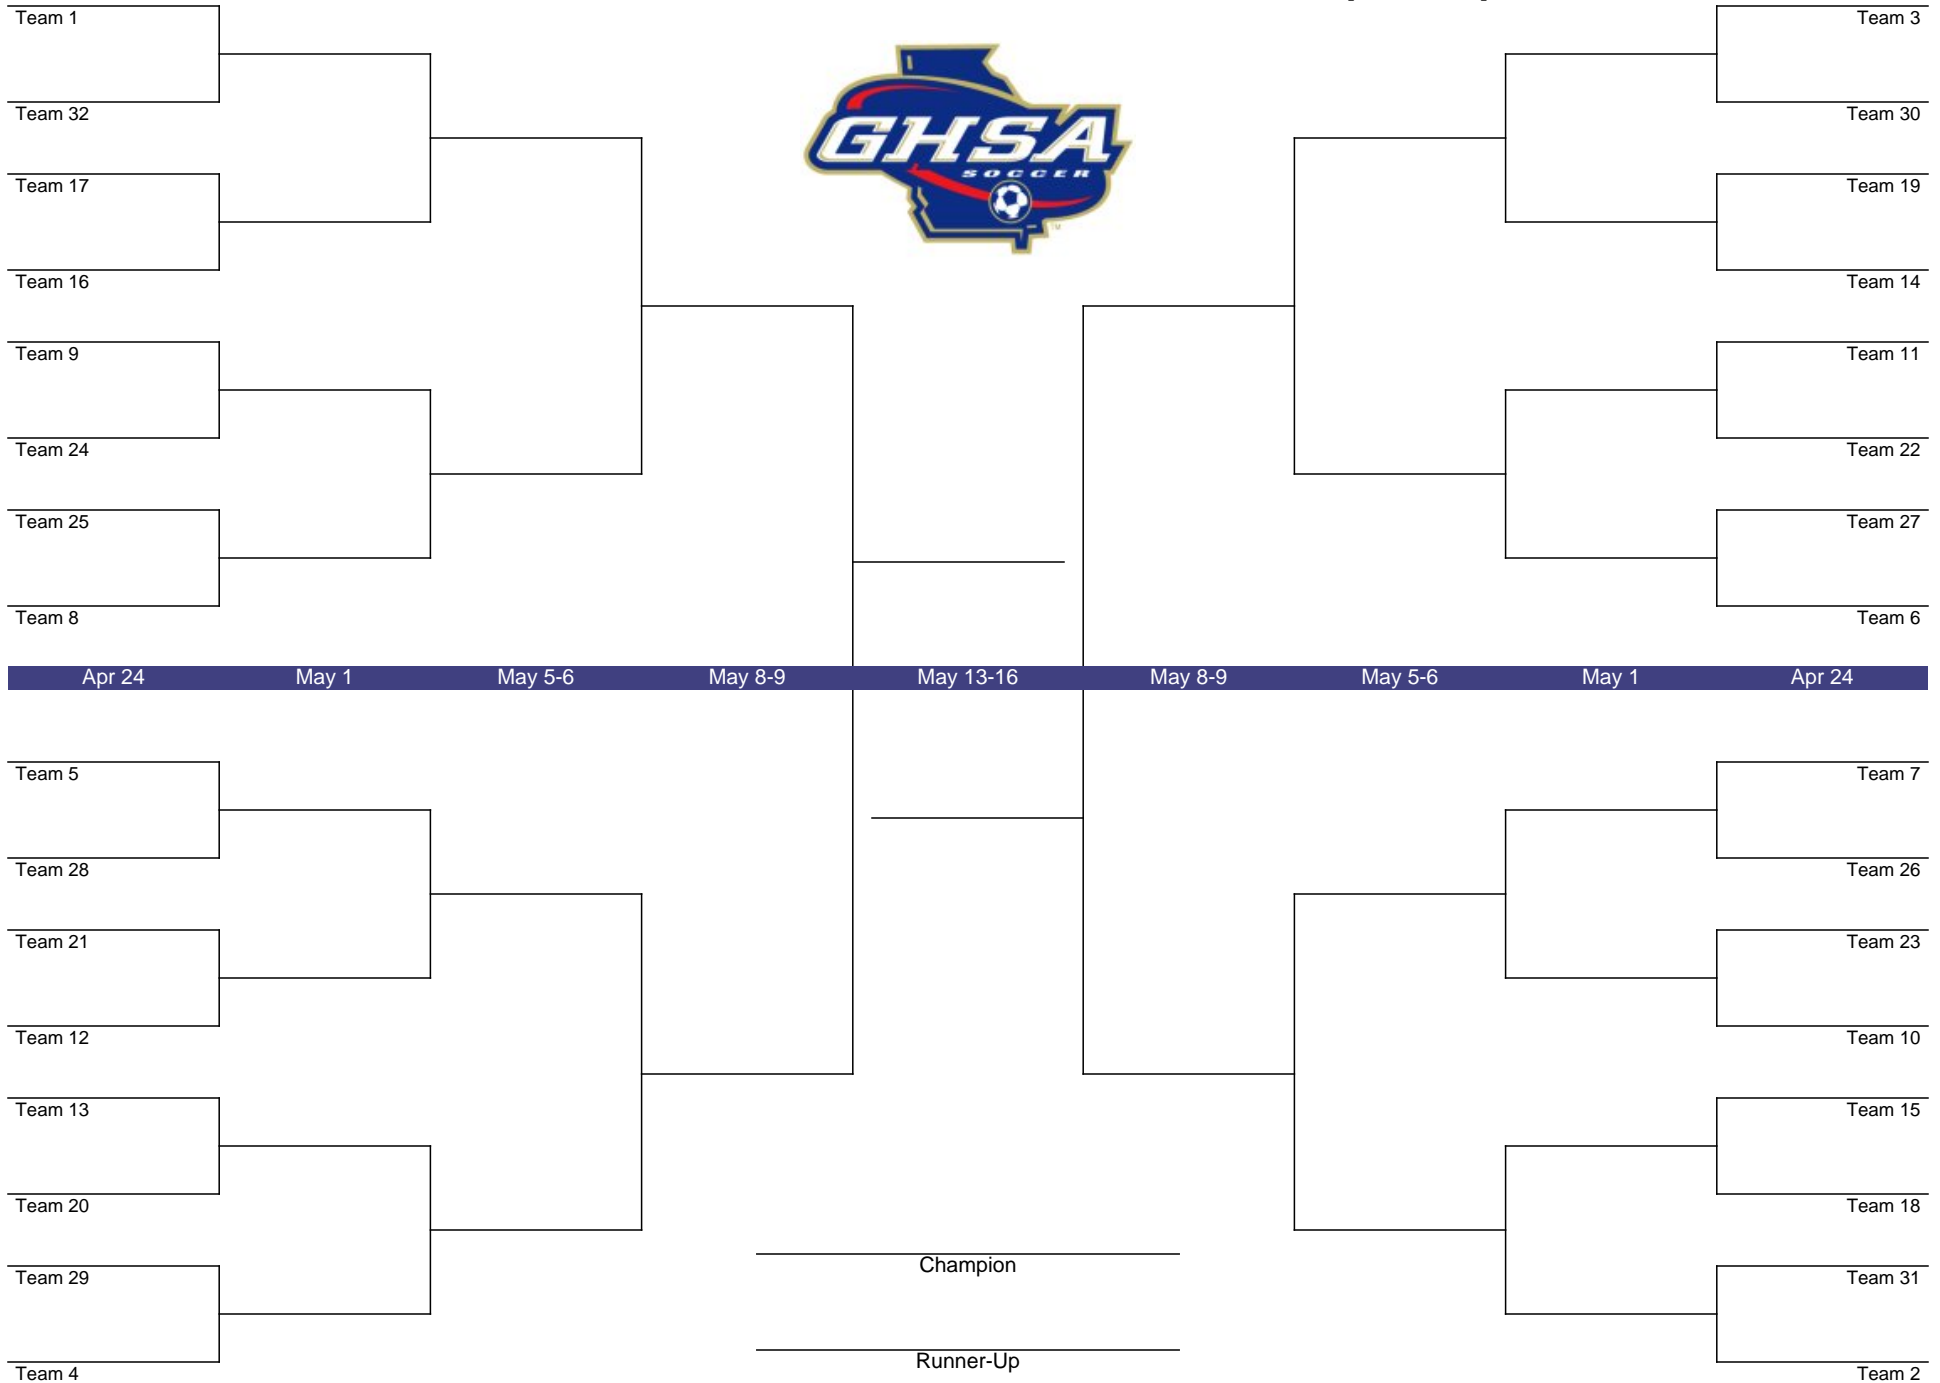 Team 1
Team 32
Team 17
Team 16
Team 9
Team 24
Team 25
Team 8
GHSA
SOCCER
TM
Team 3
Team 30
Team 19
Team 14
Team 11
Team 22
Team 27
Team 6
Apr 24 May 1 May 5-6 May 8-9 May 13-16 May 8-9 May 5-6 May 1 Apr 24
Team 5
Team 28
Team 21
Team 12
Team 13
Team 20
Team 29
Team 4
Champion
Runner-Up
Team 7
Team 26
Team 23
Team 10
Team 15
Team 18
Team 31
Team 2